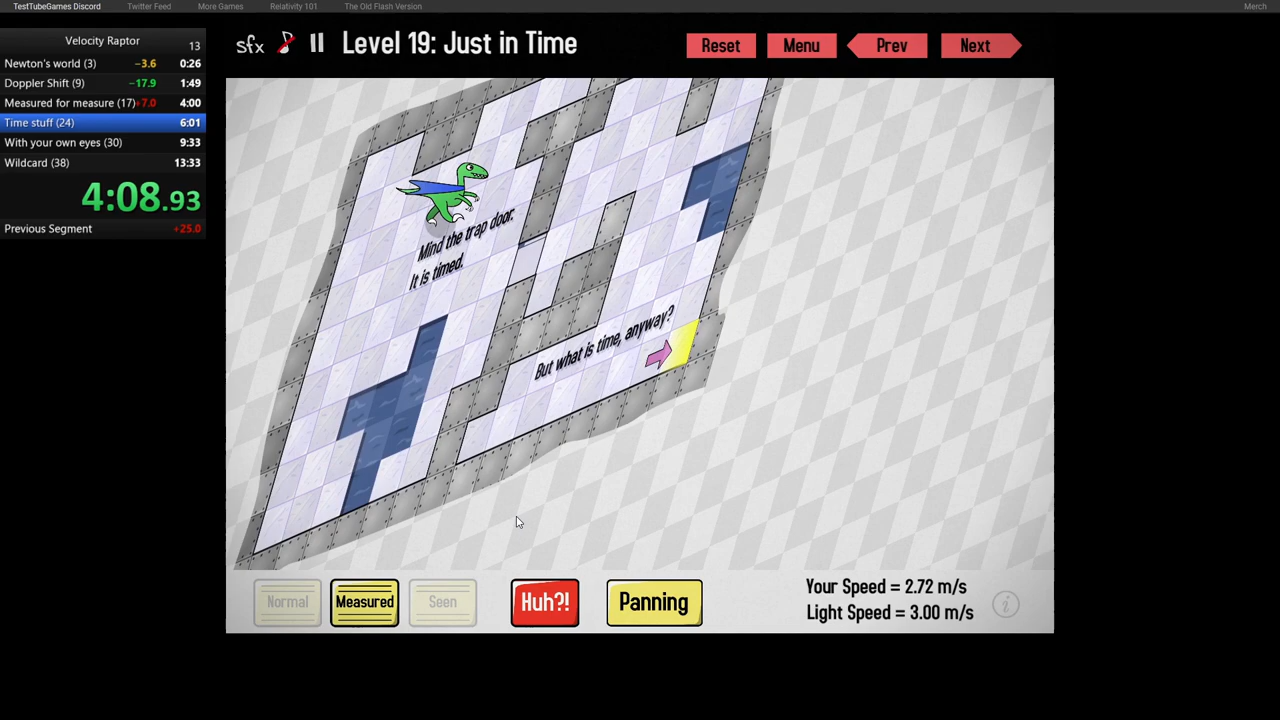 TestTubeGames Discord Twitter Feed More Games Relativity 101 The Old Flash Version Merch
Velocity Raptor
13
Newton's world (3) −3.6 0:26
Doppler Shift (9) −17.9 1:49
Measured for measure (17) +7.0 4:00
Time stuff (24) 6:01
With your own eyes (30) 9:33
Wildcard (38) 13:33
4:08.93
Previous Segment +25.0
sfx Level 19: Just in Time Reset Menu Prev Next
Mind the trap door.
It is timed.
But what is time, anyway?
Normal Measured Seen Huh?! Panning
Your Speed = 2.72 m/s
Light Speed = 3.00 m/s
i